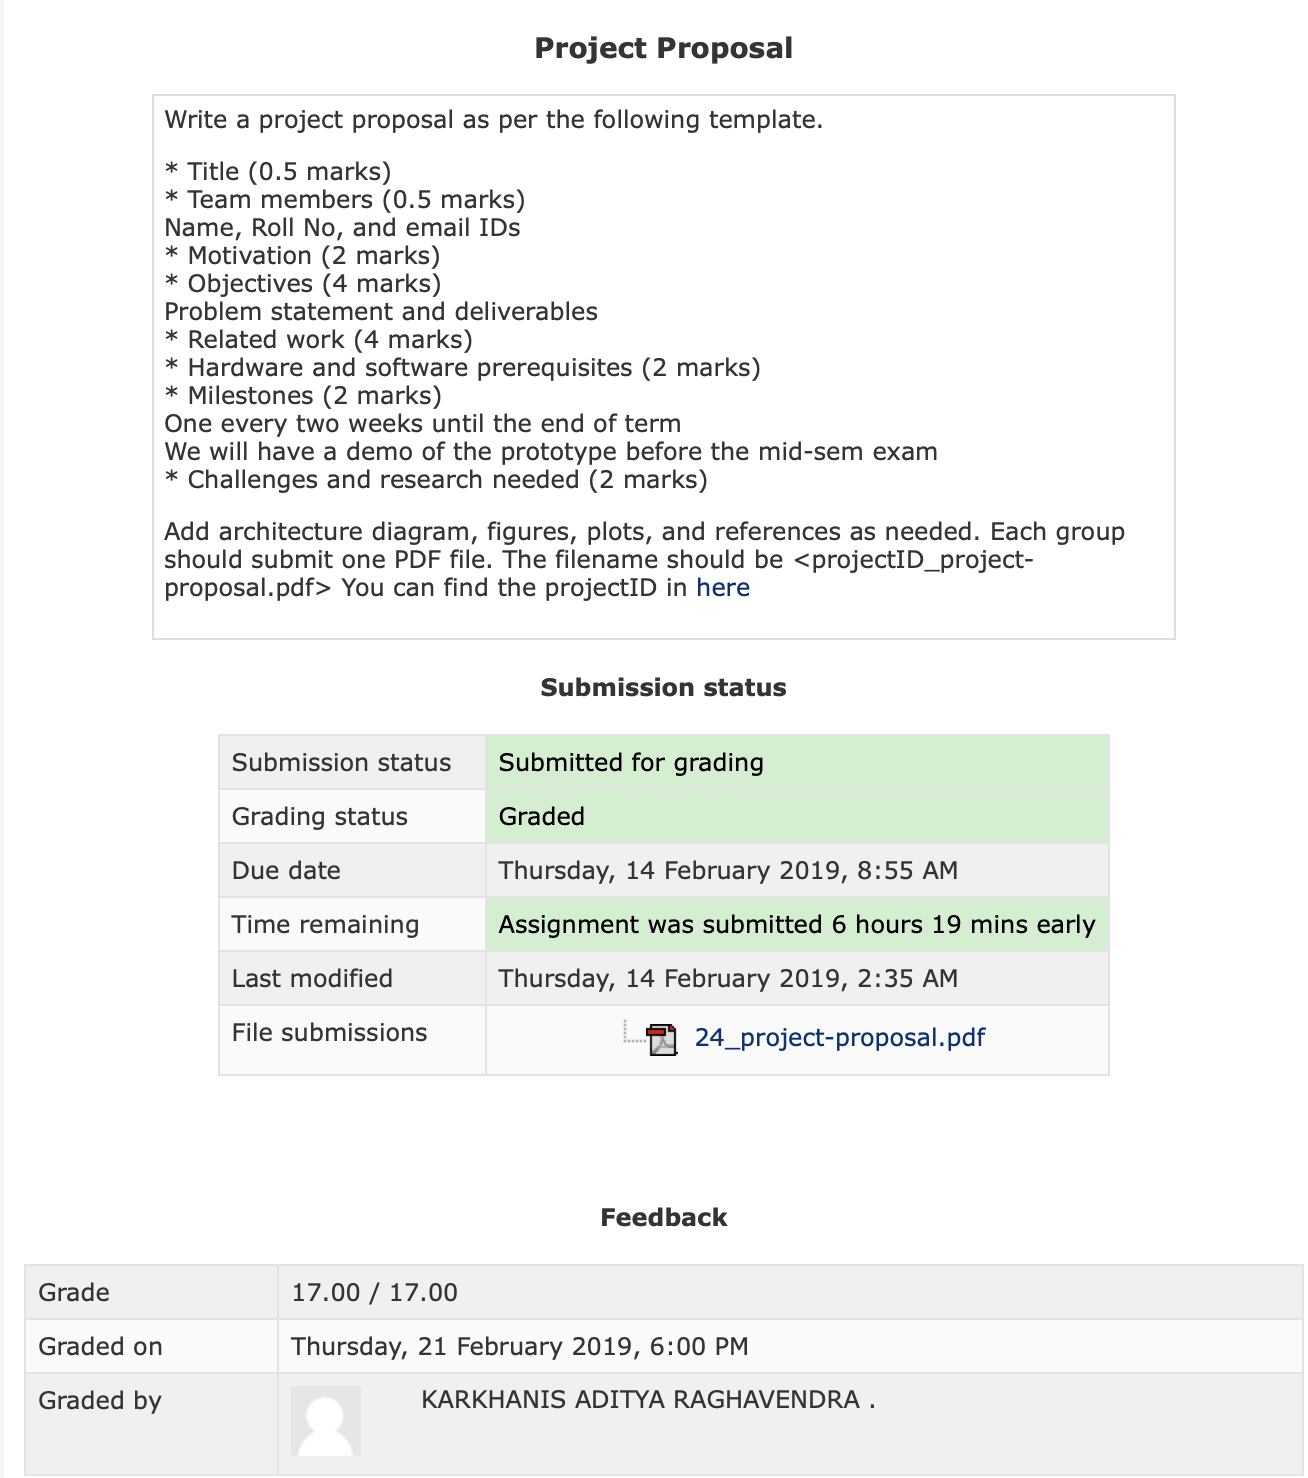 Project Proposal
Write a project proposal as per the following template.
* Title (0.5 marks)
* Team members (0.5 marks)
Name, Roll No, and email IDs
* Motivation (2 marks)
* Objectives (4 marks)
Problem statement and deliverables
* Related work (4 marks)
* Hardware and software prerequisites (2 marks)
* Milestones (2 marks)
One every two weeks until the end of term
We will have a demo of the prototype before the mid-sem exam
* Challenges and research needed (2 marks)
Add architecture diagram, figures, plots, and references as needed. Each group
should submit one PDF file. The filename should be <projectID_project-
proposal.pdf> You can find the projectID in here
Submission status
Submission status Submitted for grading
Grading status Graded
Due date Thursday, 14 February 2019, 8:55 AM
Time remaining Assignment was submitted 6 hours 19 mins early
Last modified Thursday, 14 February 2019, 2:35 AM
File submissions 24_project-proposal.pdf
Feedback
Grade 17.00 / 17.00
Graded on Thursday, 21 February 2019, 6:00 PM
Graded by KARKHANIS ADITYA RAGHAVENDRA .